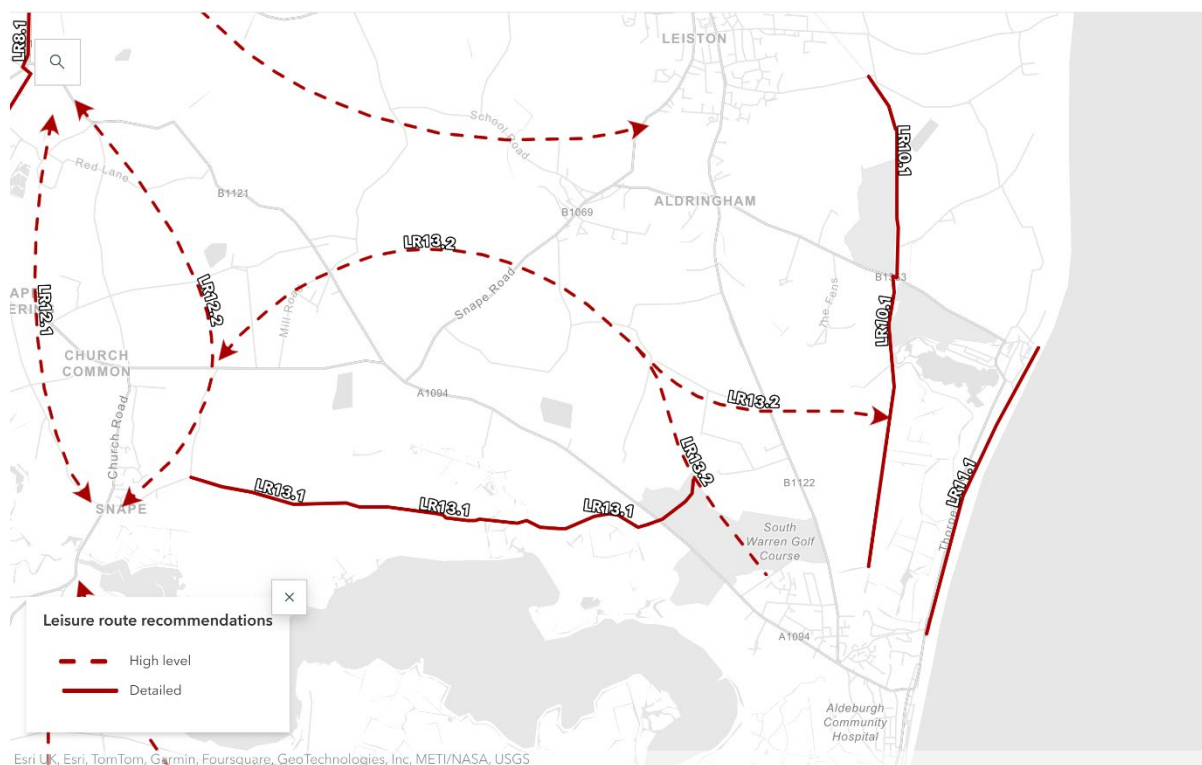 LR8.1
LEISTON
School Road
LR10.1
Red Lane
B1121
ALDRINGHAM
B1069
LR13.2
B1353
LR12.2
LR12.1
Mill Road
Snape Road
The Fens
LR10.1
CHURCH
COMMON
A1094
LR13.2
Church Road
LR13.2
LR11.1
LR13.1
LR13.1
LR13.1
B1122
SNAPE
South
Warren Golf
Course
Thorpe
Leisure route recommendations
High level
Detailed
A1094
Aldeburgh
Community
Hospital
Esri UK, Esri, TomTom, Garmin, Foursquare, GeoTechnologies, Inc, METI/NASA, USGS